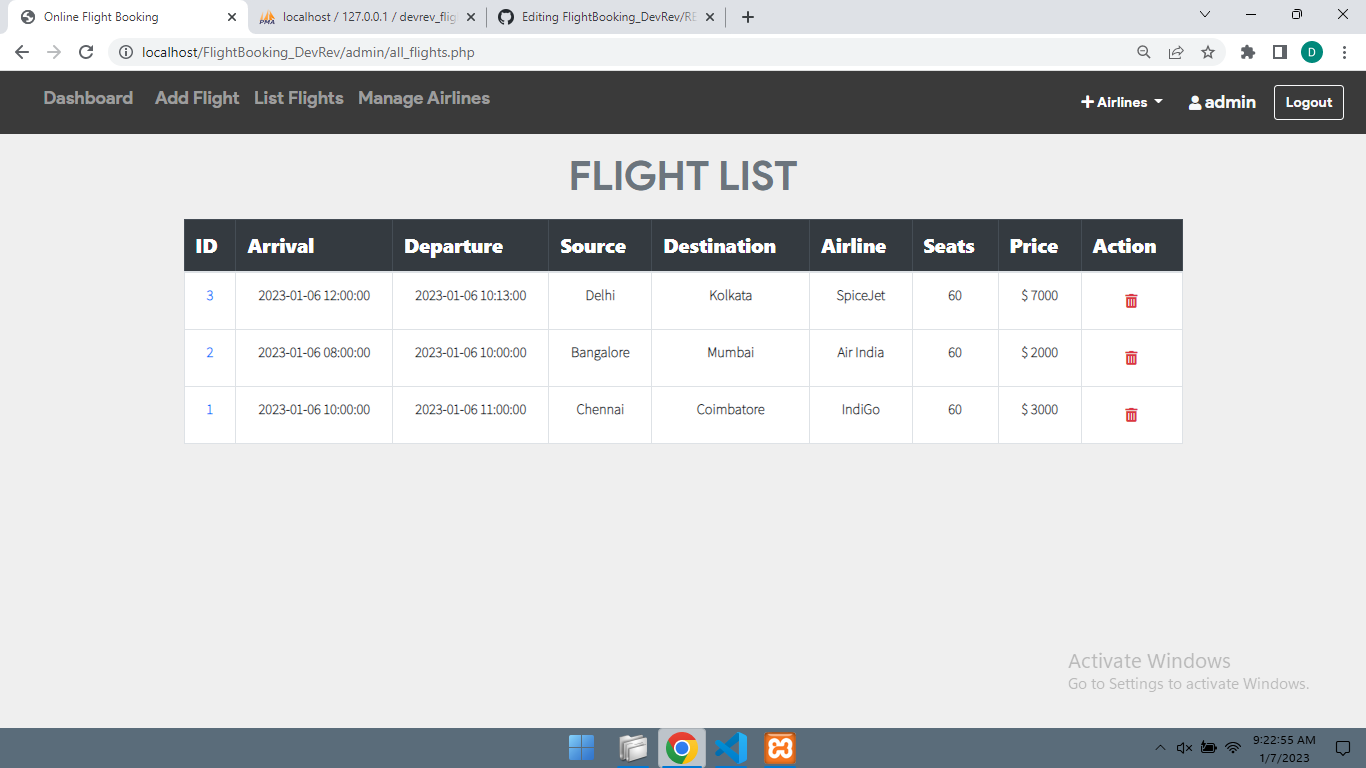 Online Flight Booking
localhost / 127.0.0.1 / devrev_flig
Editing FlightBooking_DevRev/RE
localhost/FlightBooking_DevRev/admin/all_flights.php
D
Dashboard Add Flight List Flights Manage Airlines Airlines admin Logout
FLIGHT LIST
ID Arrival Departure Source Destination Airline Seats Price Action
3 2023-01-06 12:00:00 2023-01-06 10:13:00 Delhi Kolkata SpiceJet 60 $ 7000
2 2023-01-06 08:00:00 2023-01-06 10:00:00 Bangalore Mumbai Air India 60 $ 2000
1 2023-01-06 10:00:00 2023-01-06 11:00:00 Chennai Coimbatore IndiGo 60 $ 3000
Activate Windows
Go to Settings to activate Windows.
9:22:55 AM
1/7/2023